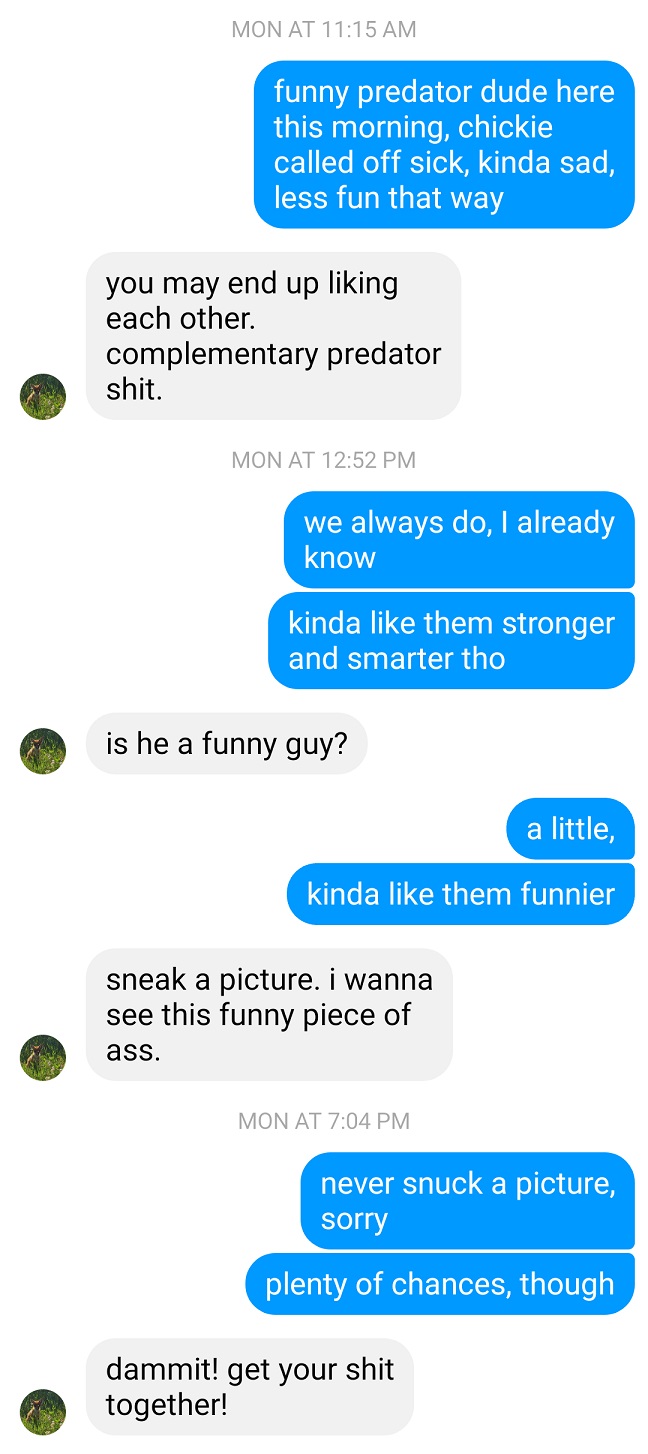 MON AT 11:15 AM
funny predator dude here
this morning, chickie
called off sick, kinda sad,
less fun that way
you may end up liking
each other.
complementary predator
shit.
MON AT 12:52 PM
we always do, I already
know
kinda like them stronger
and smarter tho
is he a funny guy?
a little,
kinda like them funnier
sneak a picture. i wanna
see this funny piece of
ass.
MON AT 7:04 PM
never snuck a picture,
sorry
plenty of chances, though
dammit! get your shit
together!